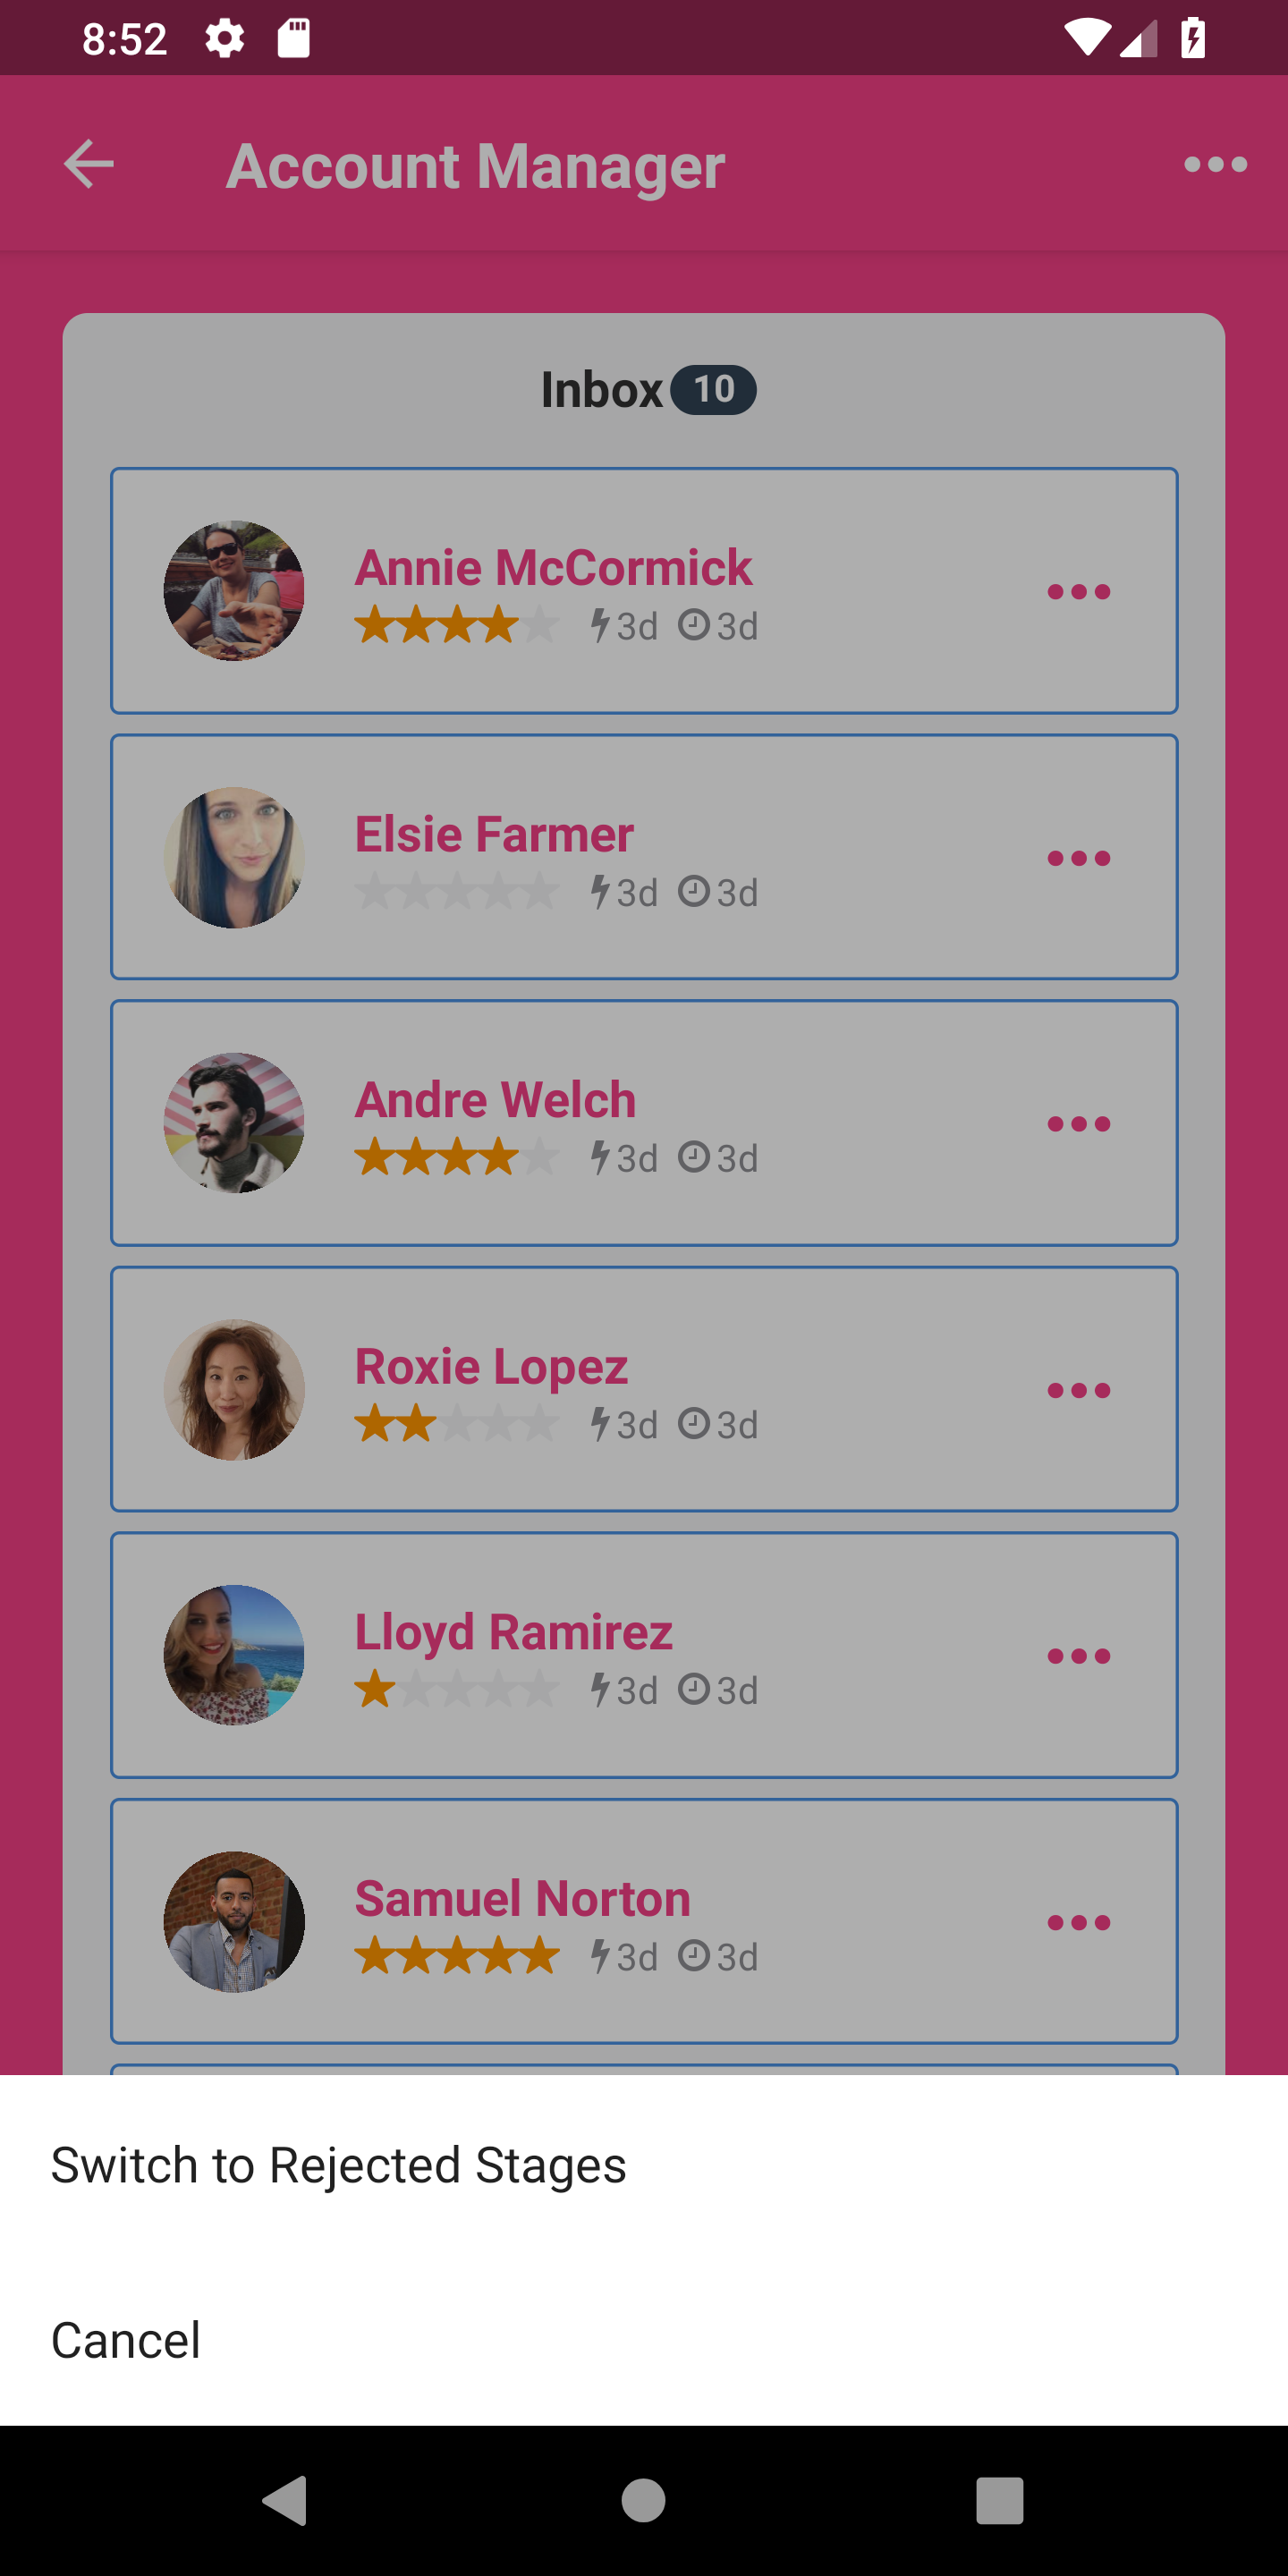 8:52
Account Manager
Inbox 10
Annie McCormick
3d 3d
Elsie Farmer
3d 3d
Andre Welch
3d 3d
Roxie Lopez
3d 3d
Lloyd Ramirez
3d 3d
Samuel Norton
3d 3d
Switch to Rejected Stages
Cancel